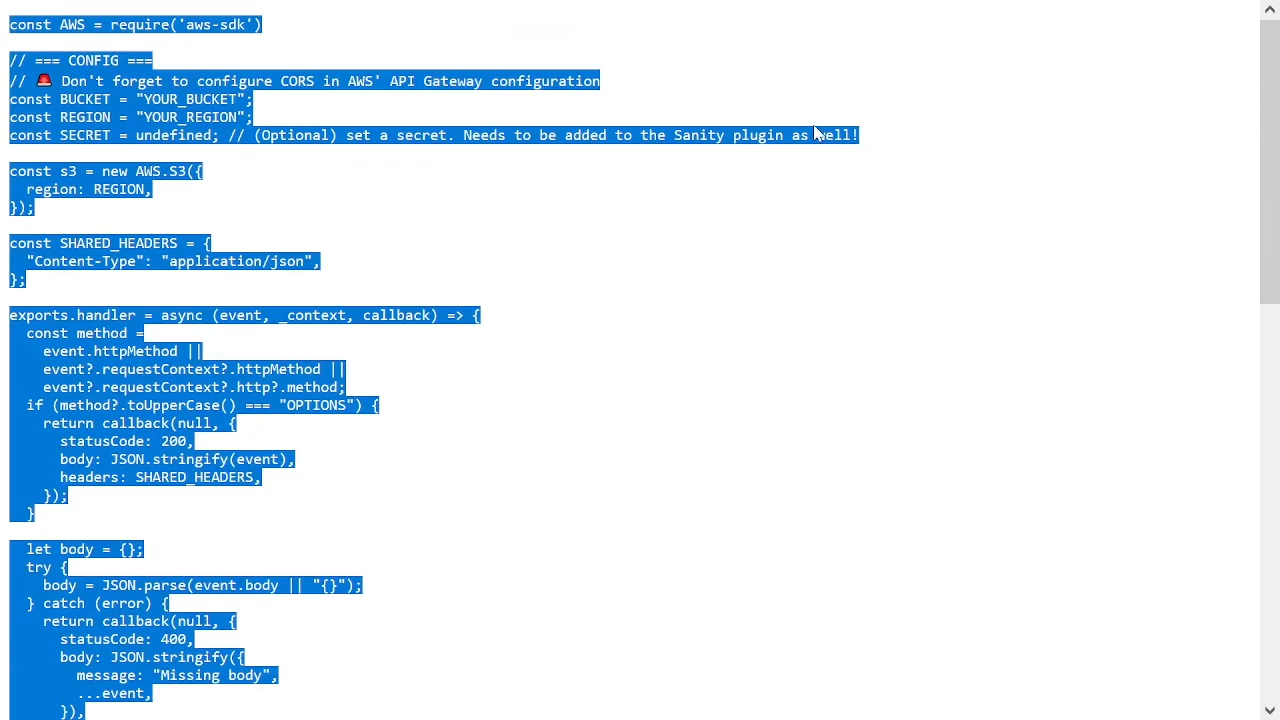 const AWS = require('aws-sdk')
// === CONFIG ===
// 🚨 Don't forget to configure CORS in AWS' API Gateway configuration
const BUCKET = "YOUR_BUCKET";
const REGION = "YOUR_REGION";
const SECRET = undefined; // (Optional) set a secret. Needs to be added to the Sanity plugin as well!
const s3 = new AWS.S3({
  region: REGION,
});
const SHARED_HEADERS = {
  "Content-Type": "application/json",
};
exports.handler = async (event, _context, callback) => {
  const method =
    event.httpMethod ||
    event?.requestContext?.httpMethod ||
    event?.requestContext?.http?.method;
  if (method?.toUpperCase() === "OPTIONS") {
    return callback(null, {
      statusCode: 200,
      body: JSON.stringify(event),
      headers: SHARED_HEADERS,
    });
  }
  let body = {};
  try {
    body = JSON.parse(event.body || "{}");
  } catch (error) {
    return callback(null, {
      statusCode: 400,
      body: JSON.stringify({
        message: "Missing body",
        ...event,
      }),